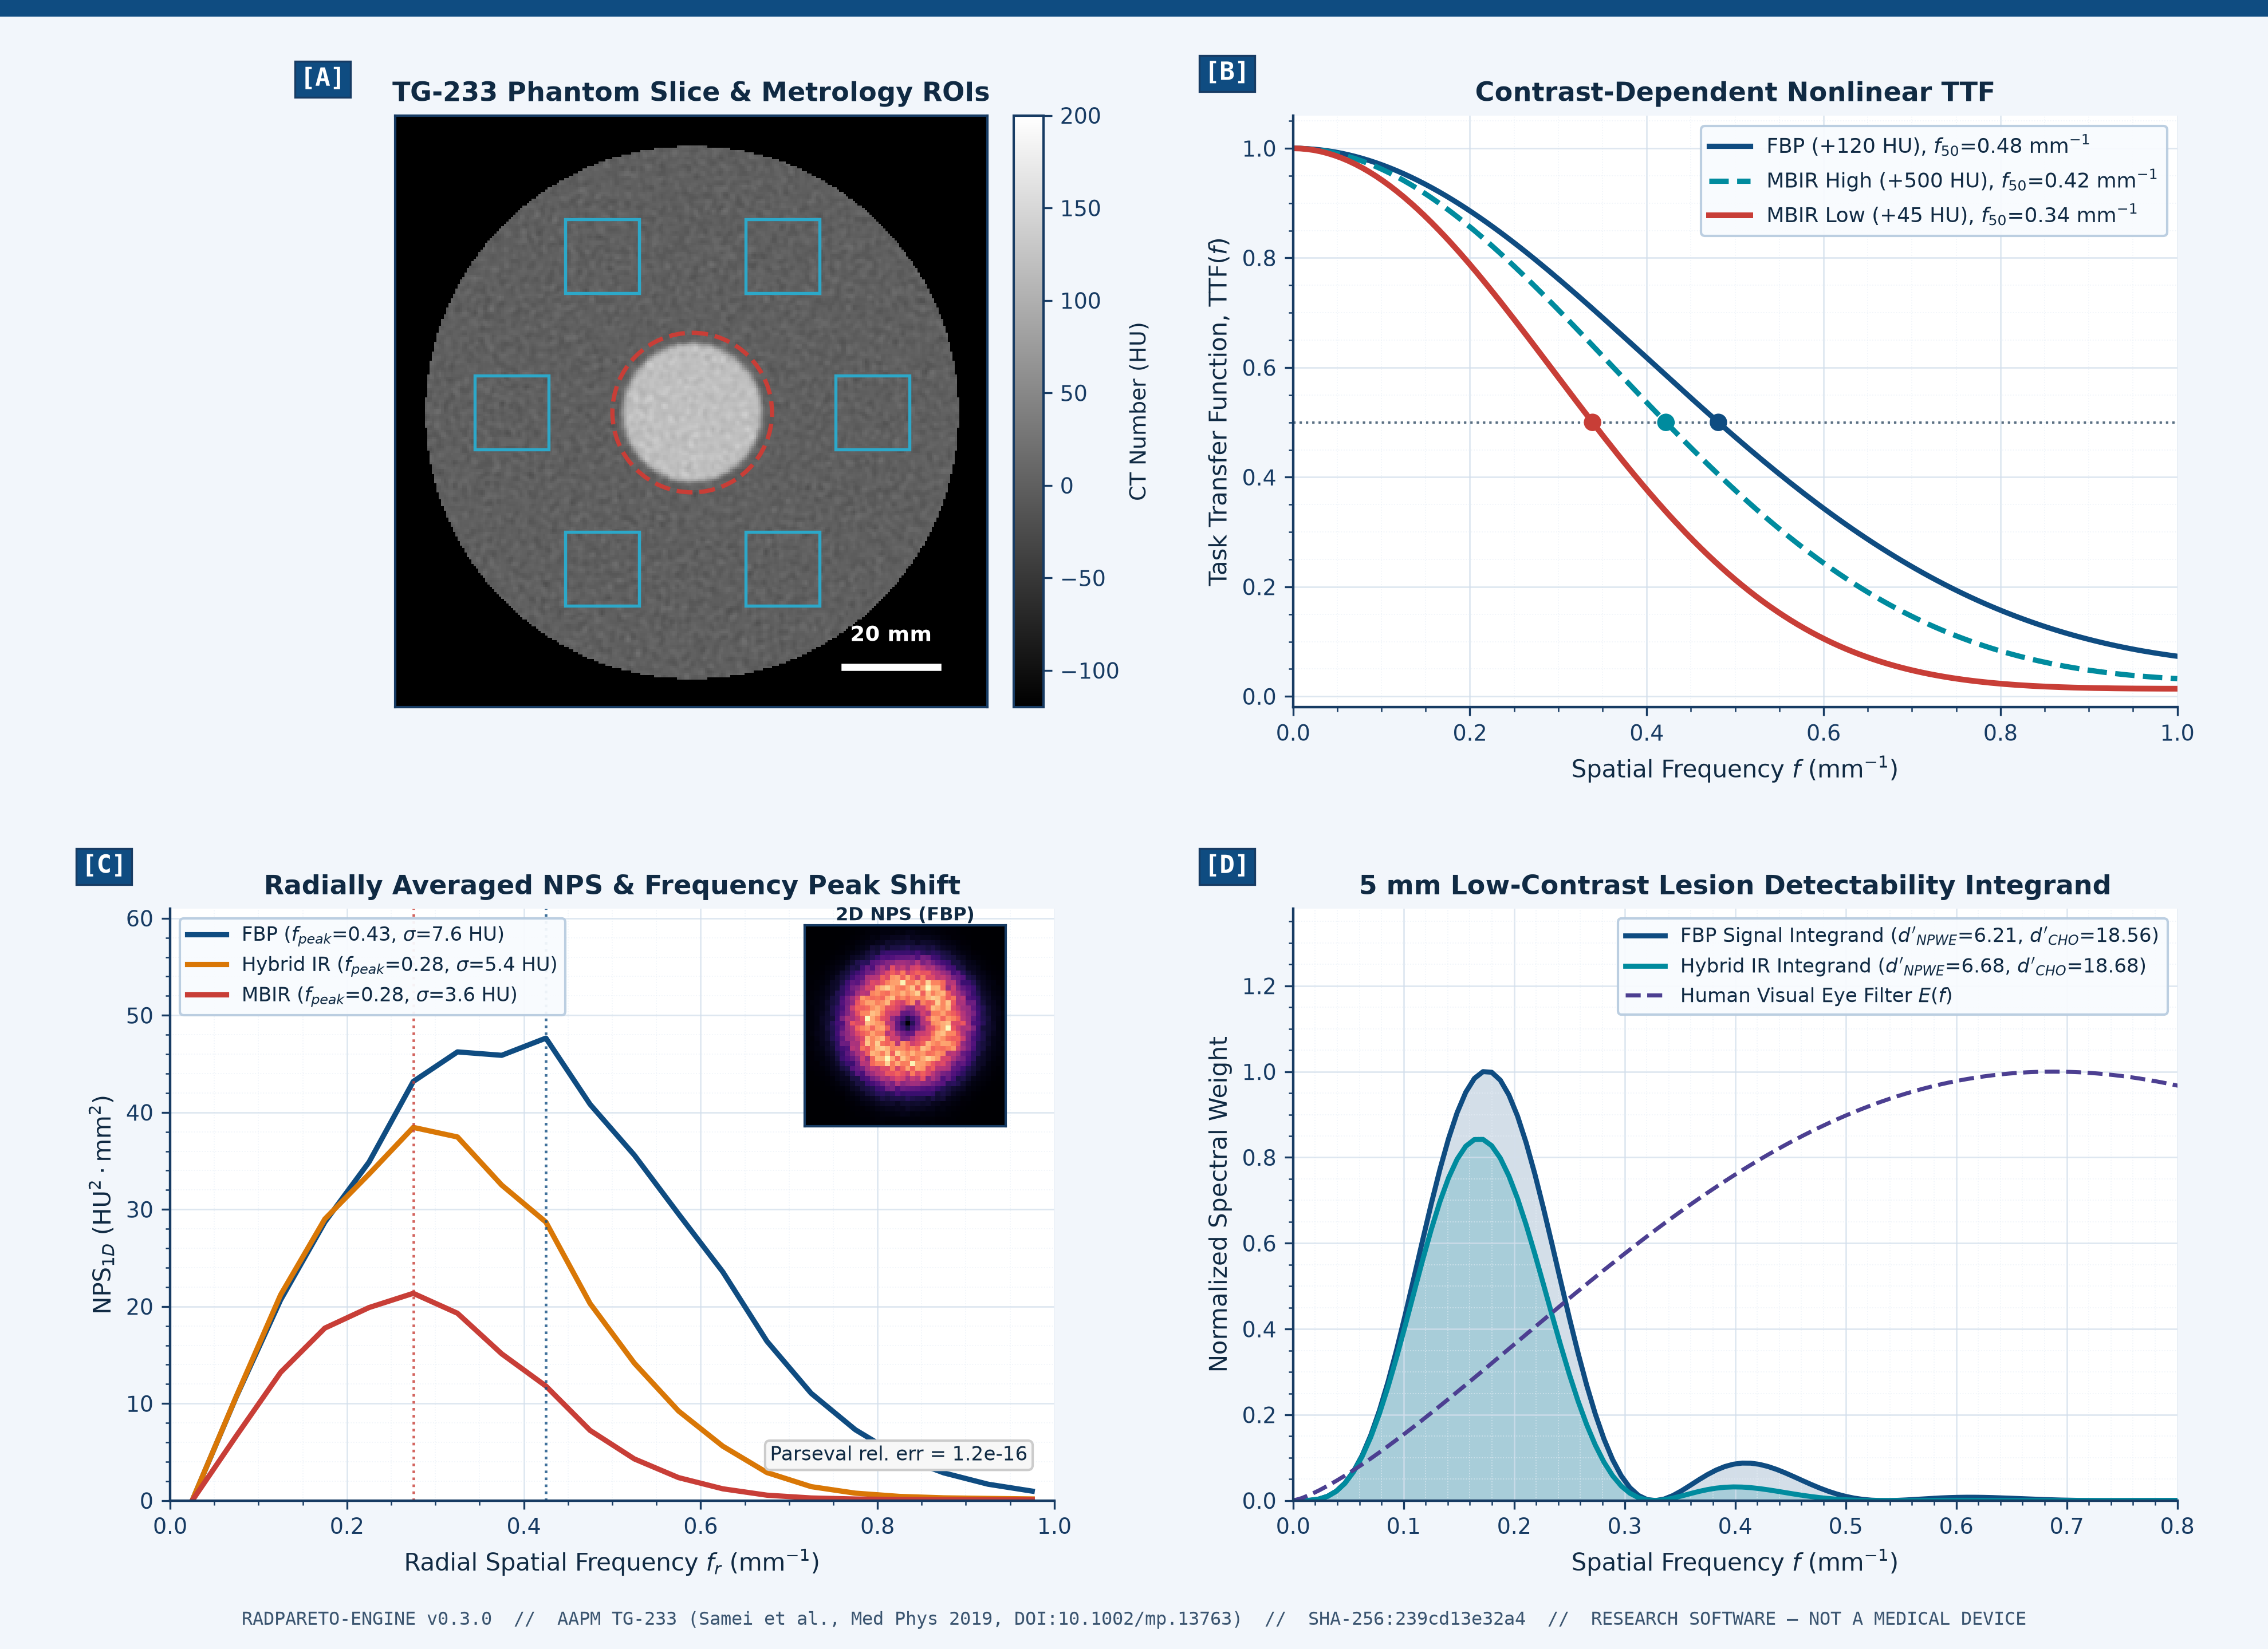 [A]
TG-233 Phantom Slice & Metrology ROIs
200
150
100
50
0
−50
−100
CT Number (HU)
20 mm
[B]
Contrast-Dependent Nonlinear TTF
FBP (+120 HU), f₅₀=0.48 mm⁻¹
MBIR High (+500 HU), f₅₀=0.42 mm⁻¹
MBIR Low (+45 HU), f₅₀=0.34 mm⁻¹
Task Transfer Function, TTF(f)
1.0
0.8
0.6
0.4
0.2
0.0
0.0 0.2 0.4 0.6 0.8 1.0
Spatial Frequency f (mm⁻¹)
[C]
Radially Averaged NPS & Frequency Peak Shift
FBP (f_peak=0.43, σ=7.6 HU)
Hybrid IR (f_peak=0.28, σ=5.4 HU)
MBIR (f_peak=0.28, σ=3.6 HU)
2D NPS (FBP)
NPS₁D (HU² · mm²)
60
50
40
30
20
10
0
Parseval rel. err = 1.2e-16
0.0 0.2 0.4 0.6 0.8 1.0
Radial Spatial Frequency f_r (mm⁻¹)
[D]
5 mm Low-Contrast Lesion Detectability Integrand
FBP Signal Integrand (d′_NPWE=6.21, d′_CHO=18.56)
Hybrid IR Integrand (d′_NPWE=6.68, d′_CHO=18.68)
Human Visual Eye Filter E(f)
Normalized Spectral Weight
1.2
1.0
0.8
0.6
0.4
0.2
0.0
0.0 0.1 0.2 0.3 0.4 0.5 0.6 0.7 0.8
Spatial Frequency f (mm⁻¹)
RADPARETO-ENGINE v0.3.0 // AAPM TG-233 (Samei et al., Med Phys 2019, DOI:10.1002/mp.13763) // SHA-256:239cd13e32a4 // RESEARCH SOFTWARE — NOT A MEDICAL DEVICE